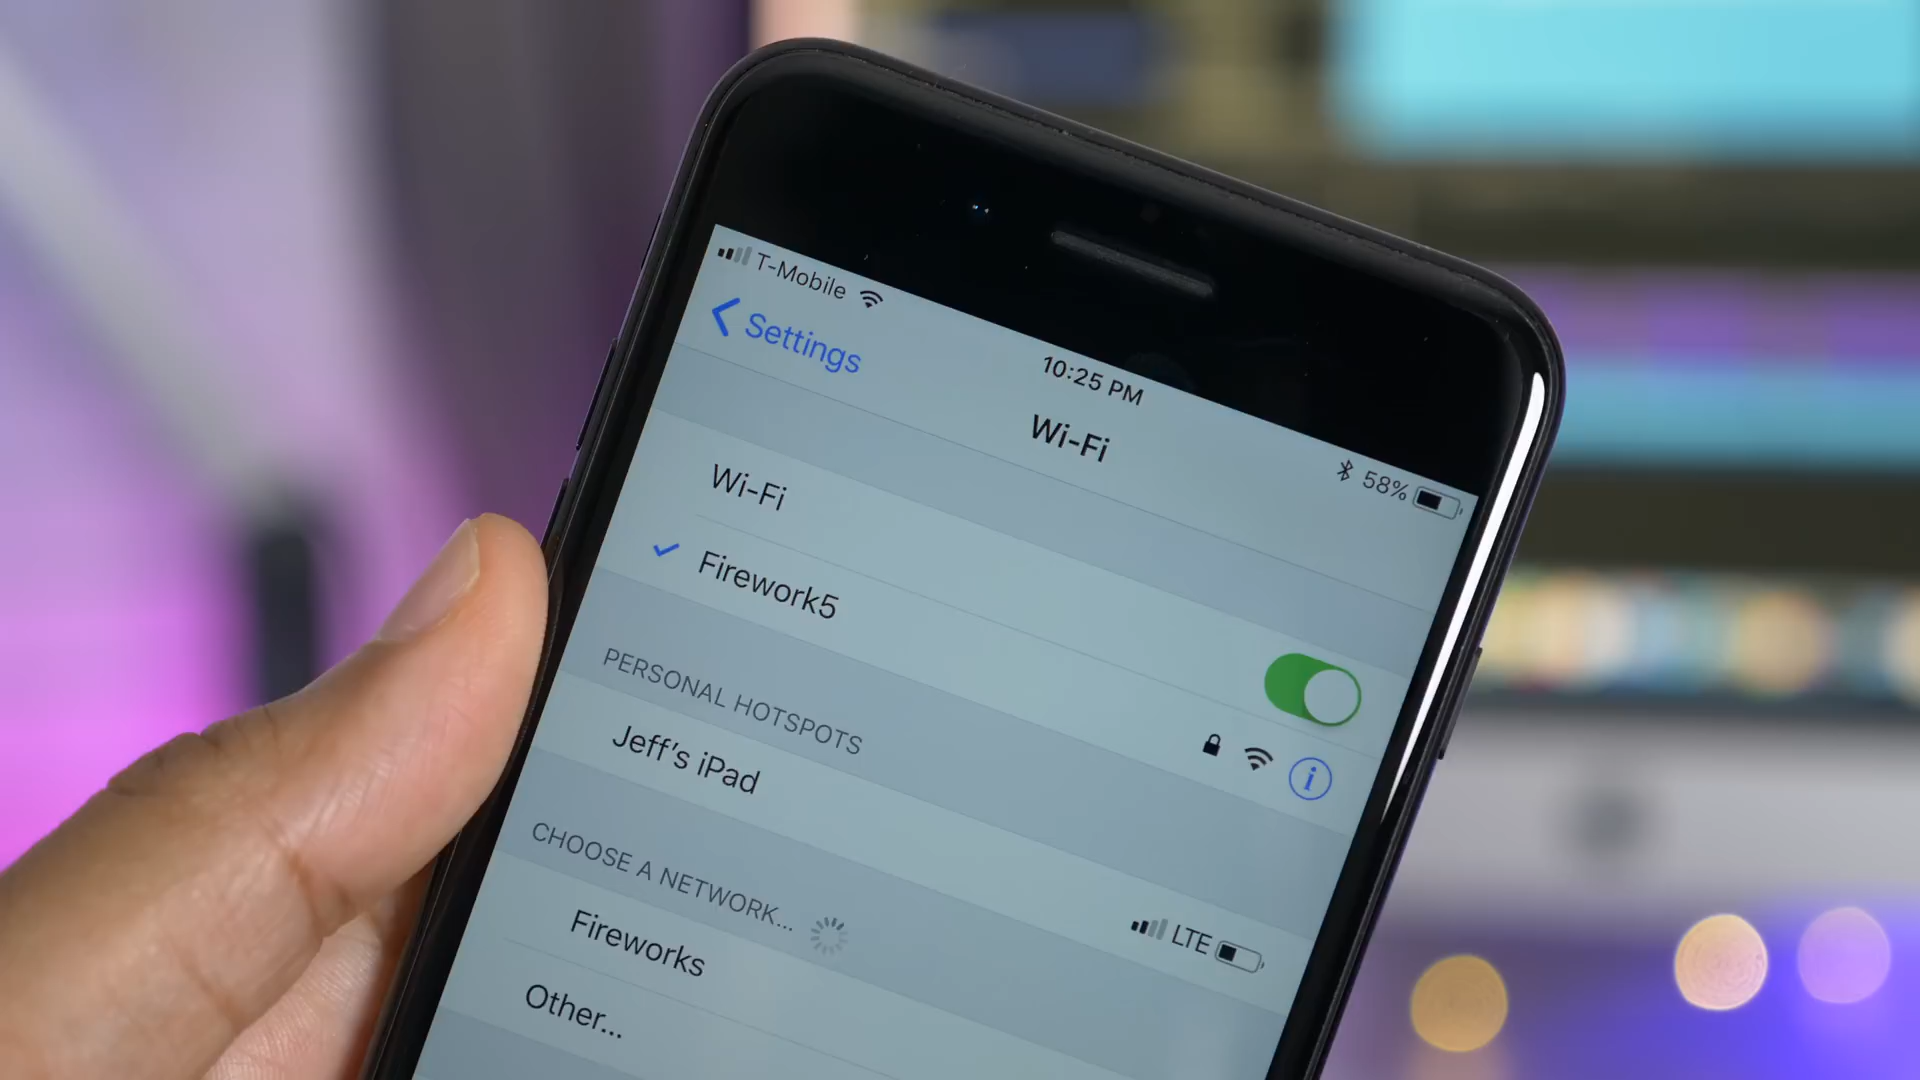 T-Mobile
10:25 PM
58%
Settings
Wi-Fi
Wi-Fi
Firework5
PERSONAL HOTSPOTS
Jeff's iPad
LTE
CHOOSE A NETWORK...
Fireworks
Other...